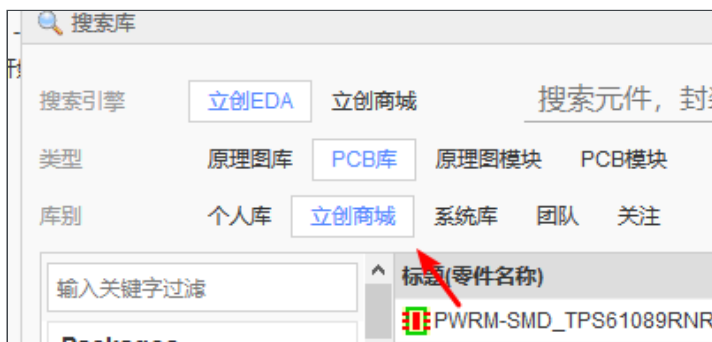 搜索库
搜索引擎 立创EDA 立创商城 搜索元件，封
类型 原理图库 PCB库 原理图模块 PCB模块
库别 个人库 立创商城 系统库 团队 关注
输入关键字过滤 标题(零件名称)
PWRM-SMD_TPS61089RNR
Packages